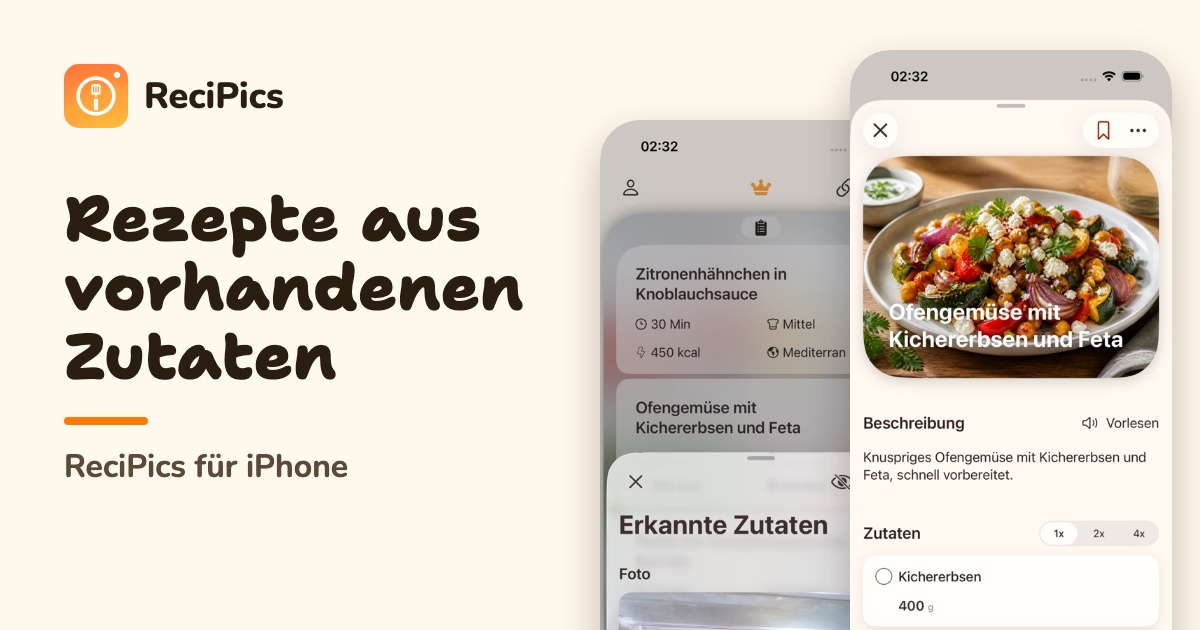 ReciPics
Rezepte aus
vorhandenen
Zutaten
ReciPics für iPhone
02:32
Zitronenhähnchen in
Knoblauchsauce
30 Min
Mittel
450 kcal
Mediterran
Ofengemüse mit
Kichererbsen und Feta
Erkannte Zutaten
Foto
02:32
Ofengemüse mit
Kichererbsen und Feta
Beschreibung
Vorlesen
Knuspriges Ofengemüse mit Kichererbsen und
Feta, schnell vorbereitet.
Zutaten
1x 2x 4x
Kichererbsen
400 g